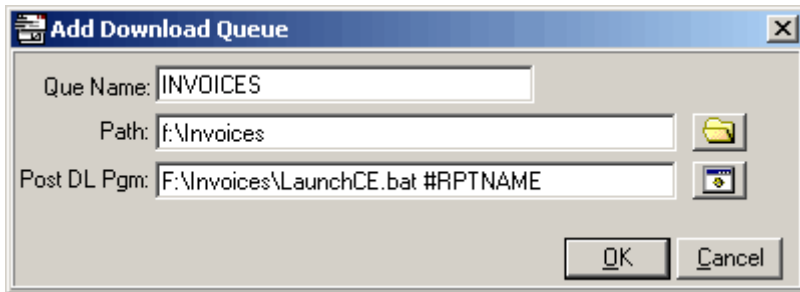 Add Download Queue
Que Name: INVOICES
Path: f:\Invoices
Post DL Pgm: F:\Invoices\LaunchCE.bat #RPTNAME
OK Cancel